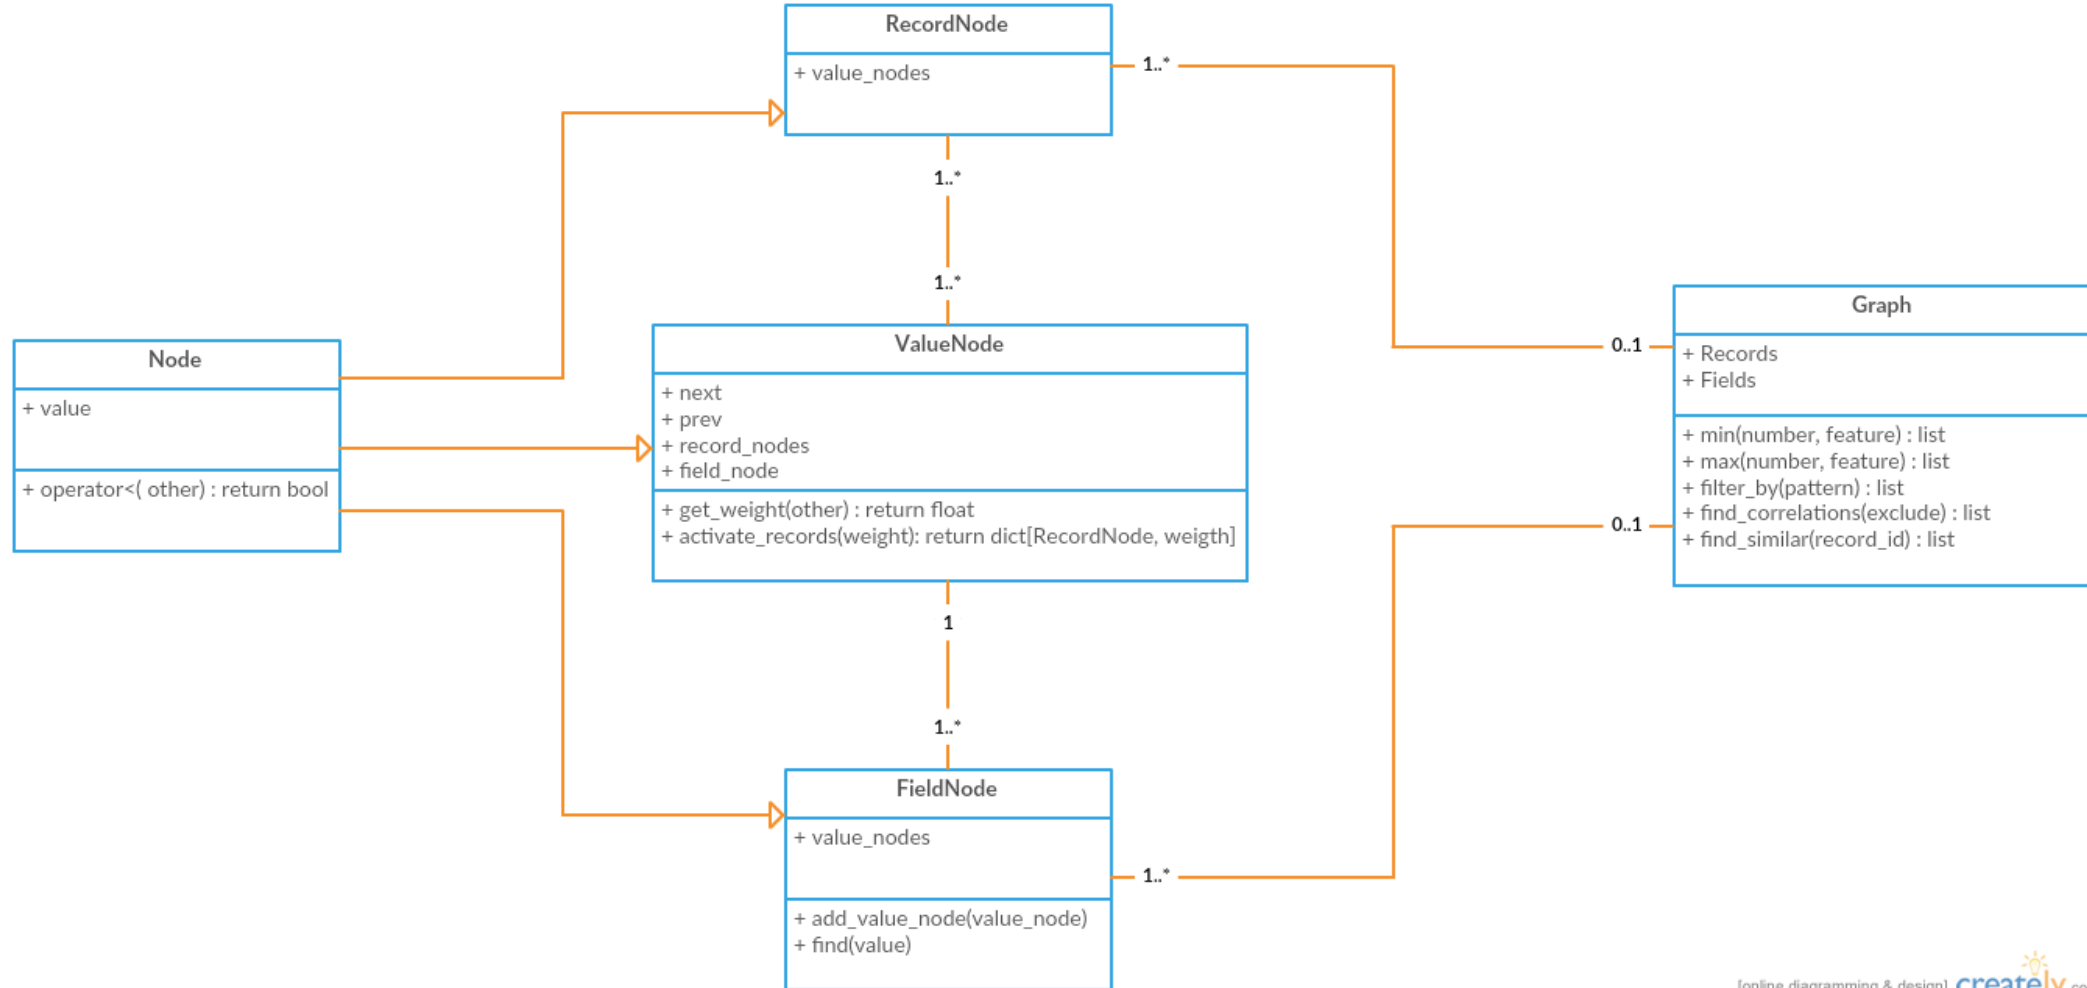 RecordNode
+ value_nodes
1..*
1..*
1..*
Node
+ value
+ operator<( other) : return bool
ValueNode
+ next
+ prev
+ record_nodes
+ field_node
+ get_weight(other) : return float
+ activate_records(weight): return dict[RecordNode, weigth]
Graph
+ Records
+ Fields
+ min(number, feature) : list
+ max(number, feature) : list
+ filter_by(pattern) : list
+ find_correlations(exclude) : list
+ find_similar(record_id) : list
0..1
0..1
1
1..*
FieldNode
+ value_nodes
+ add_value_node(value_node)
+ find(value)
1..*
[online diagramming & design] creately